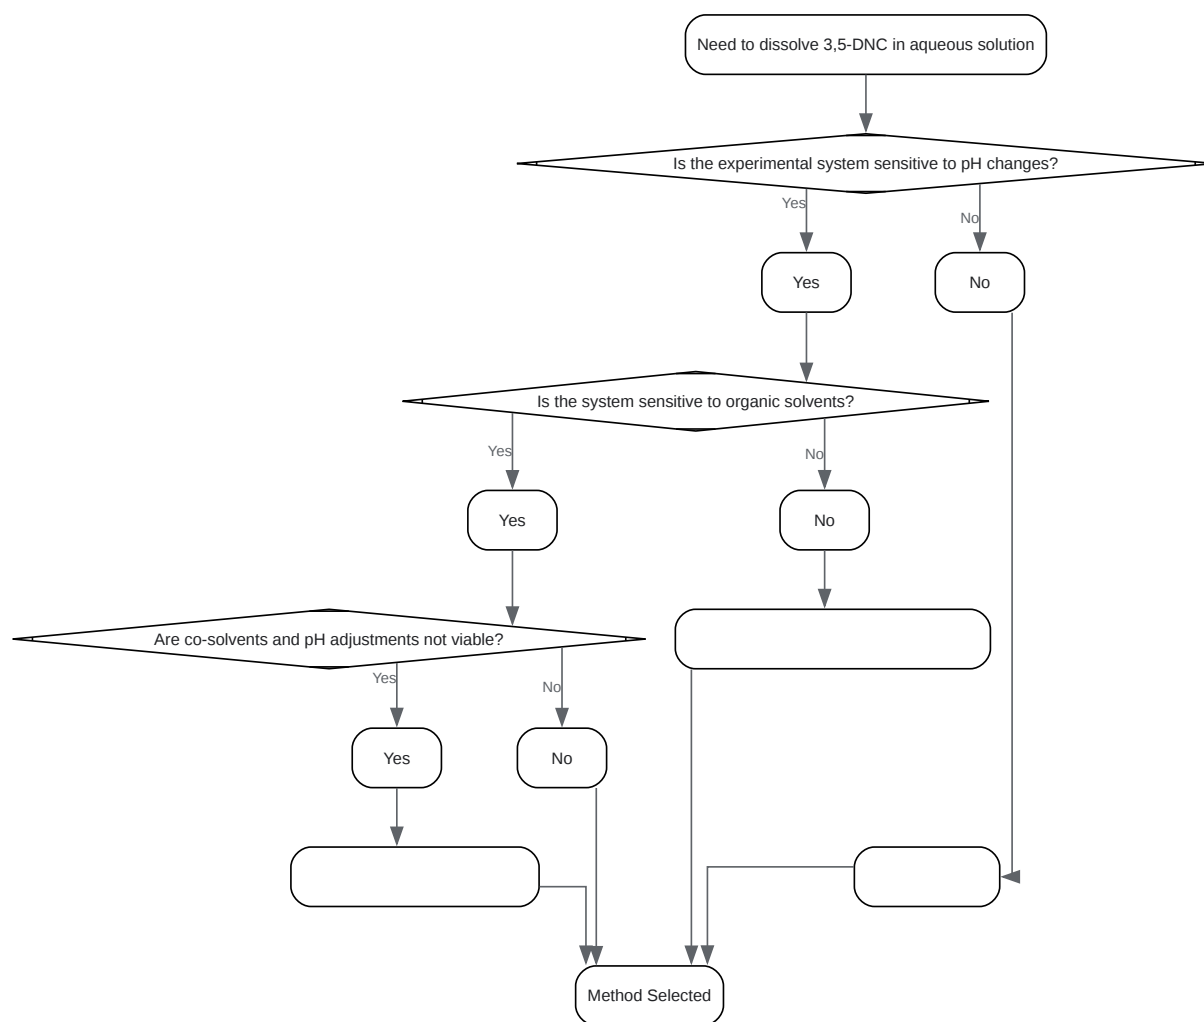 Need to dissolve 3,5-DNC in aqueous solution
Is the experimental system sensitive to pH changes?
Yes
No
Yes
No
Is the system sensitive to organic solvents?
Yes
No
Yes
No
Are co-solvents and pH adjustments not viable?
Yes
No
Yes
No
Method Selected